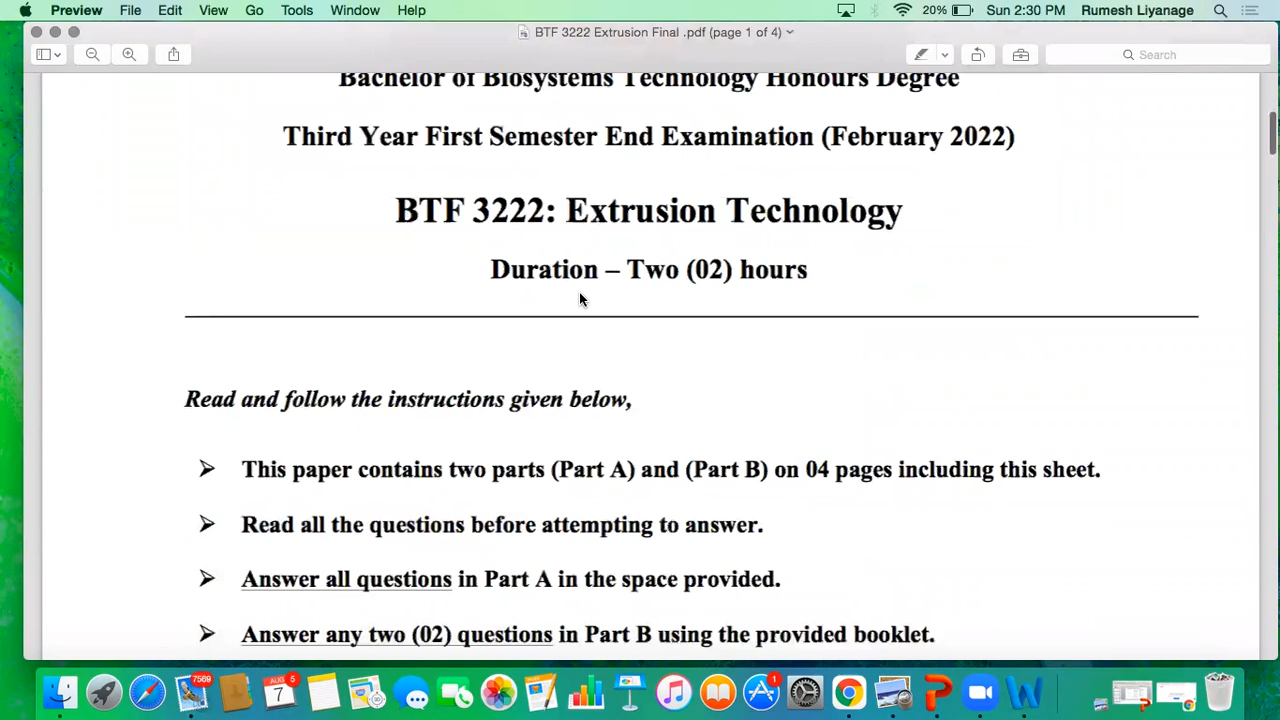 Preview File Edit View Go Tools Window Help 20% Sun 2:30 PM Rumesh Liyanage
BTF 3222 Extrusion Final .pdf (page 1 of 4)
Search
Bachelor of Biosystems Technology Honours Degree
Third Year First Semester End Examination (February 2022)
BTF 3222: Extrusion Technology
Duration – Two (02) hours
Read and follow the instructions given below,
➢ This paper contains two parts (Part A) and (Part B) on 04 pages including this sheet.
➢ Read all the questions before attempting to answer.
➢ Answer all questions in Part A in the space provided.
➢ Answer any two (02) questions in Part B using the provided booklet.
7569
5
7
1